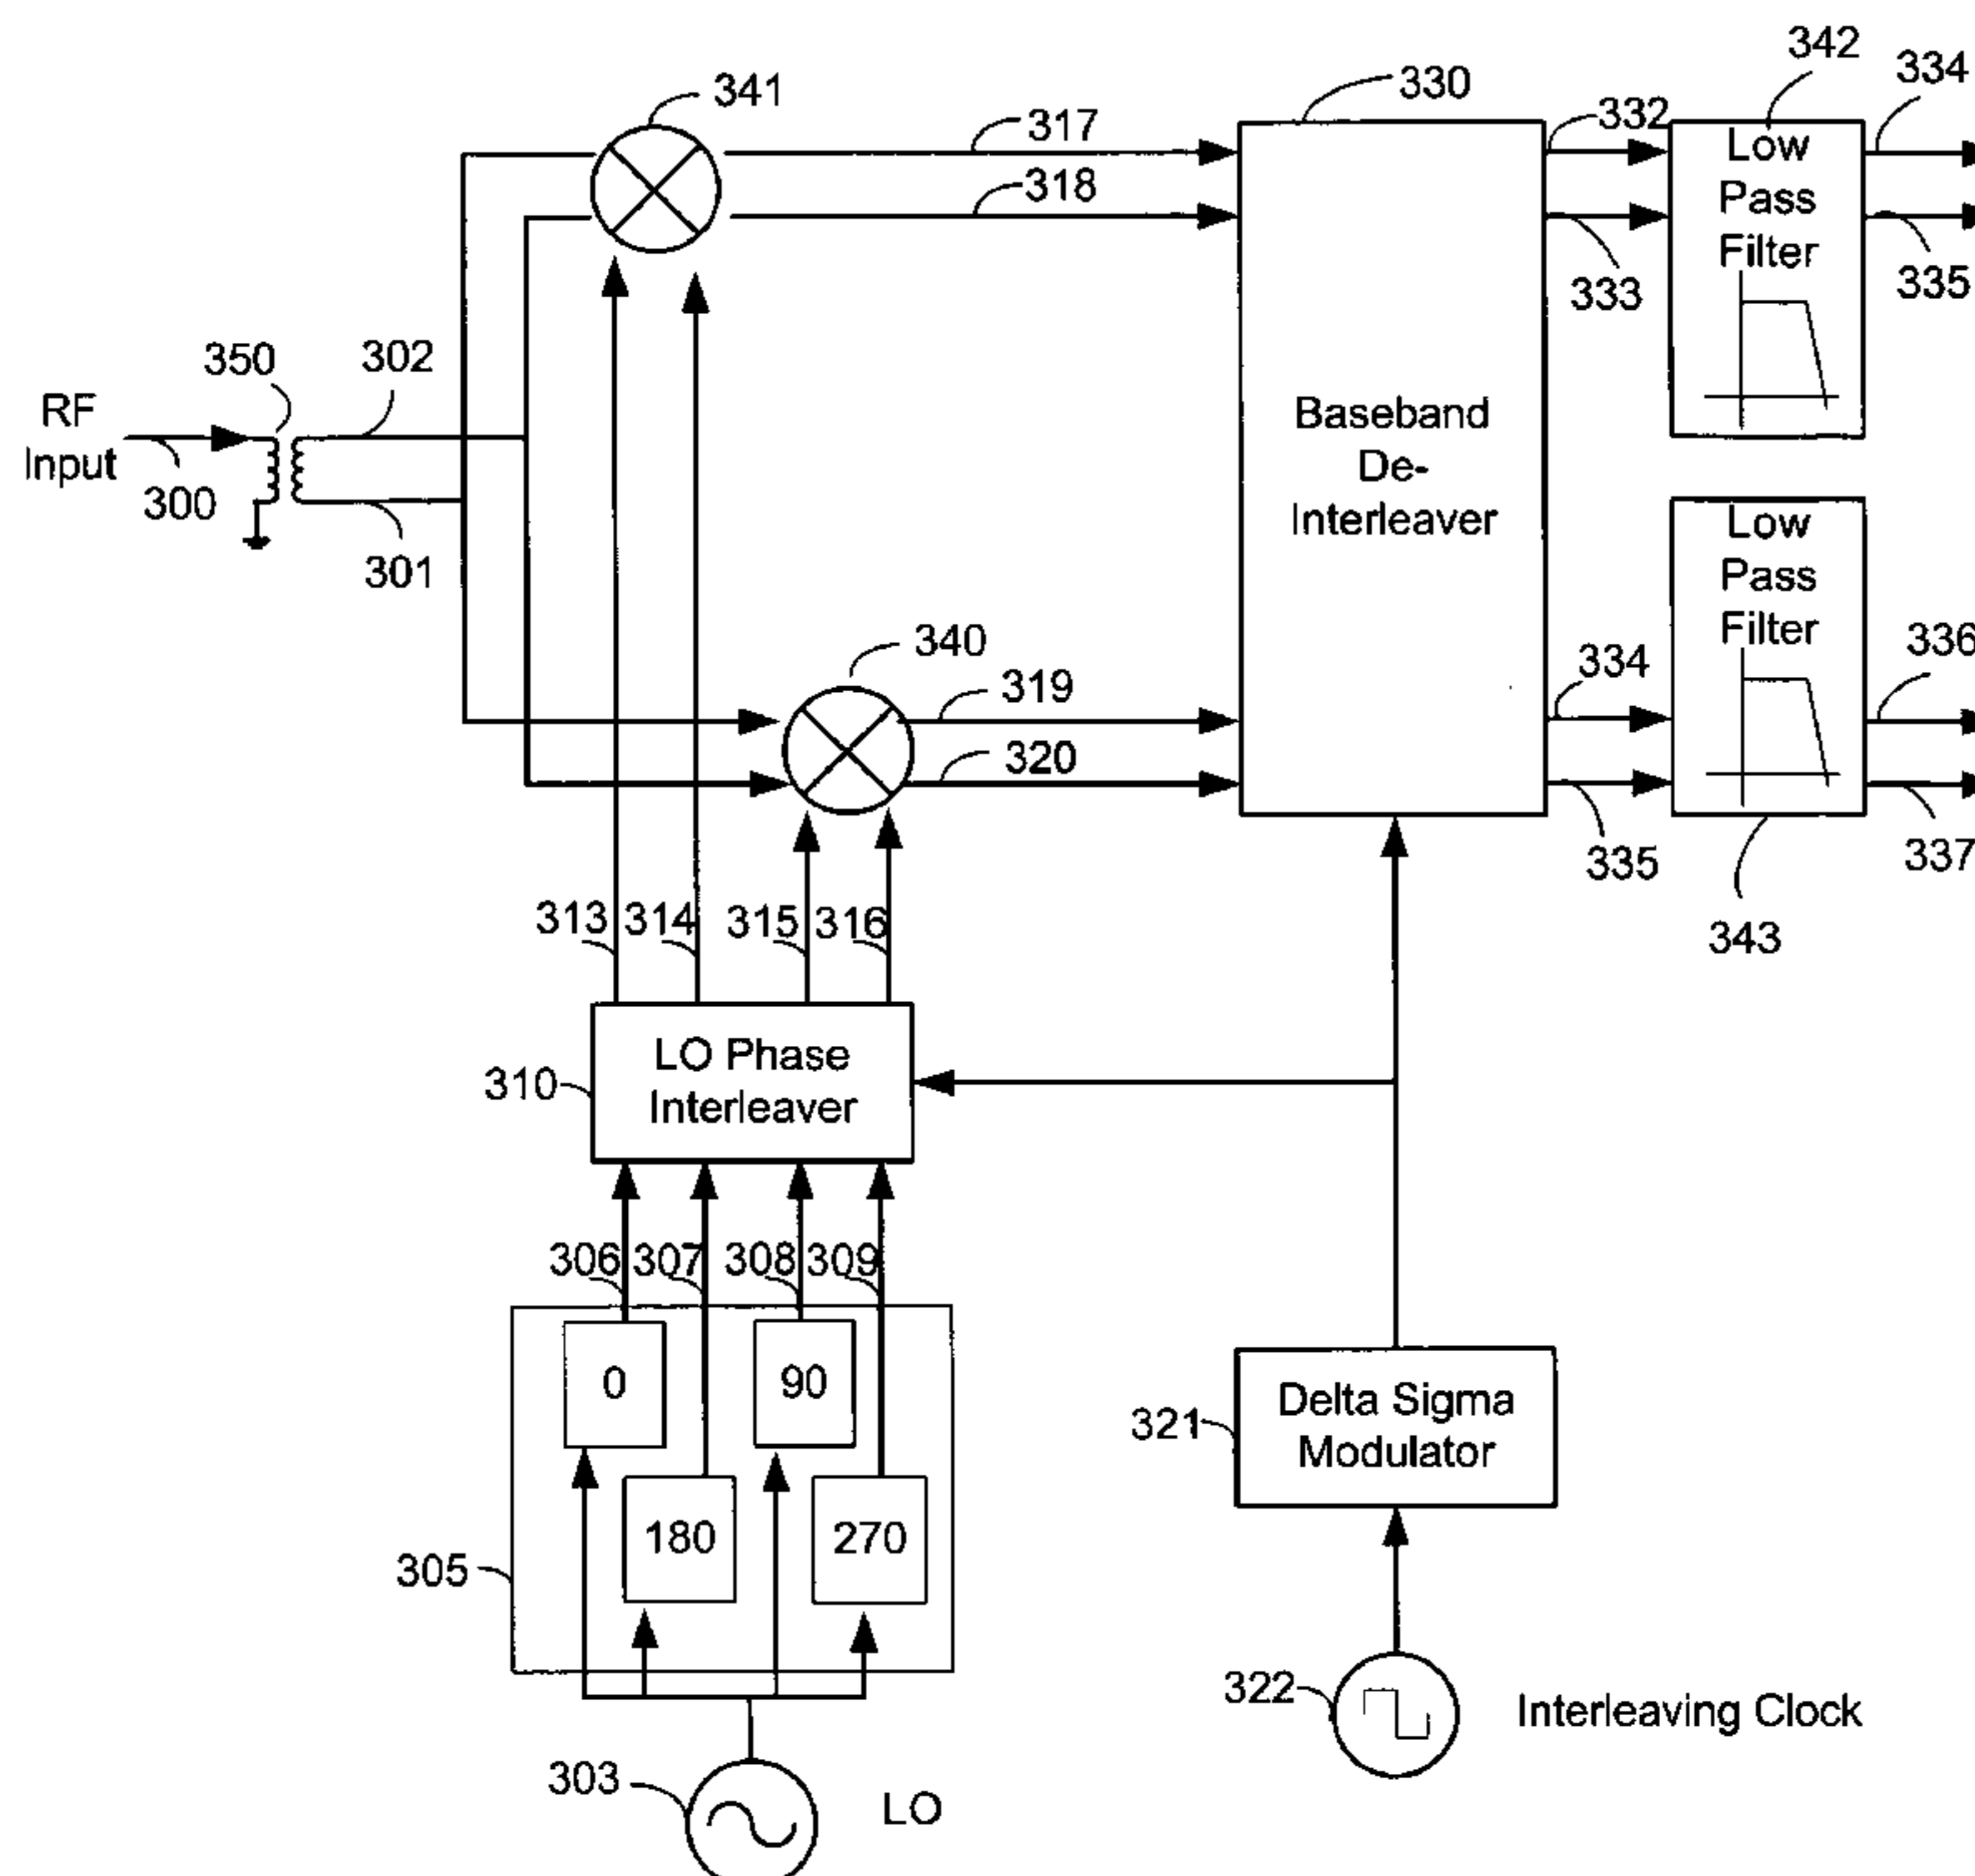 342
334
341
330
317
332
Low
Pass
Filter
318
333
335
350
302
RF
Input
300
301
Baseband
De-
Interleaver
Low
Pass
Filter
340
319
334
336
320
335
337
313
314
315
316
343
LO Phase
Interleaver
310
306
307
308
309
0
90
180
270
305
Delta Sigma
Modulator
321
322
Interleaving Clock
303
LO